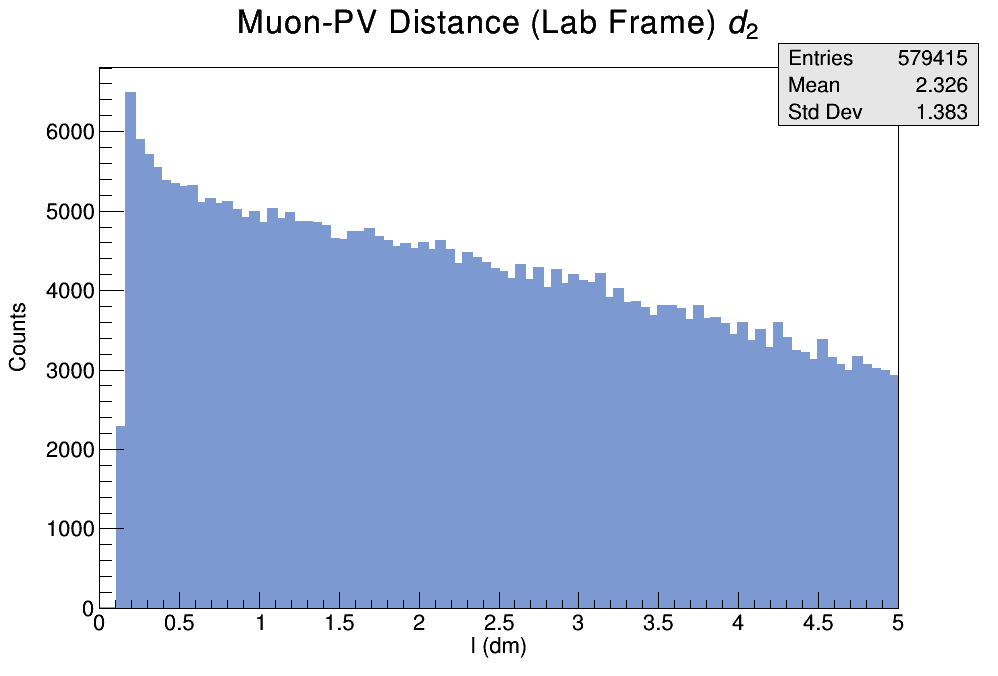 Muon-PV Distance (Lab Frame) d₂
Entries 579415
Mean 2.326
Std Dev 1.383
6000
5000
4000
3000
2000
1000
0
Counts
0 0.5 1 1.5 2 2.5 3 3.5 4 4.5 5
l (dm)